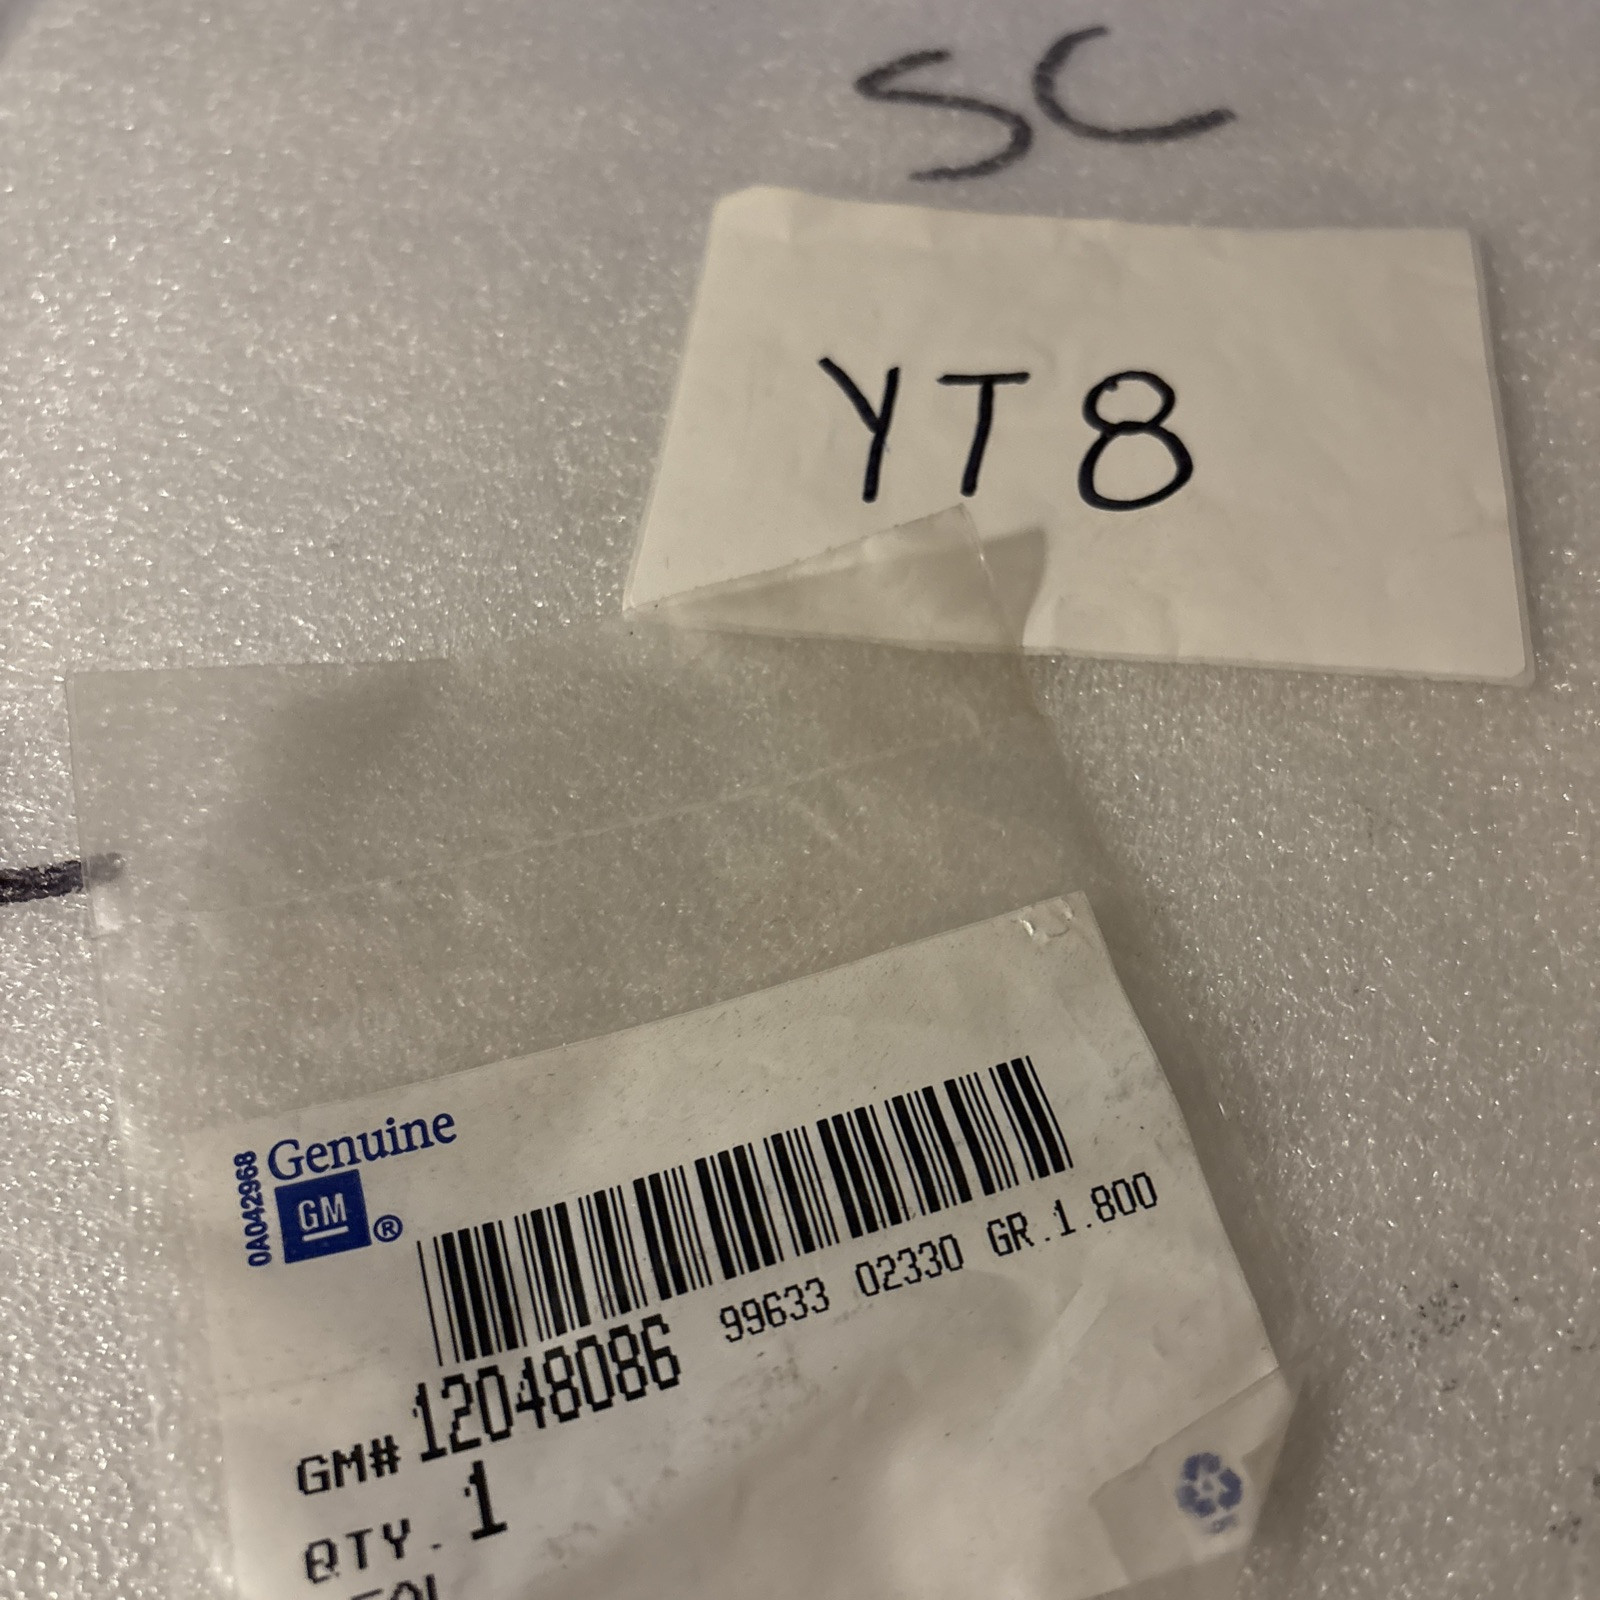 SC
YT8
0A042968
Genuine
GM ®
99633 02330 GR.1.800
GM# 12048086
QTY. 1